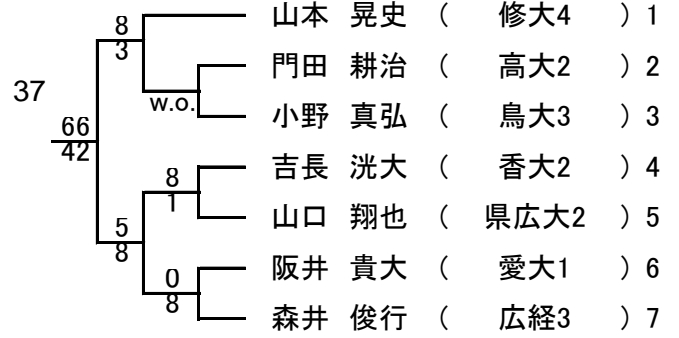 山本 晃史 ( 修大4 ) 1
8
3
門田 耕治 ( 高大2 ) 2
37
w.o.
小野 真弘 ( 鳥大3 ) 3
66
42
吉長 洸大 ( 香大2 ) 4
8
1
山口 翔也 ( 県広大2 ) 5
5
8
阪井 貴大 ( 愛大1 ) 6
0
8
森井 俊行 ( 広経3 ) 7